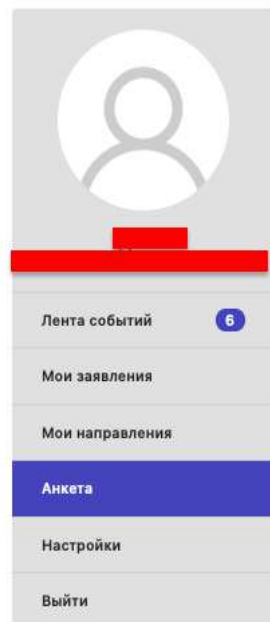 Лента событий 6
Мои заявления
Мои направления
Анкета
Настройки
Выйти